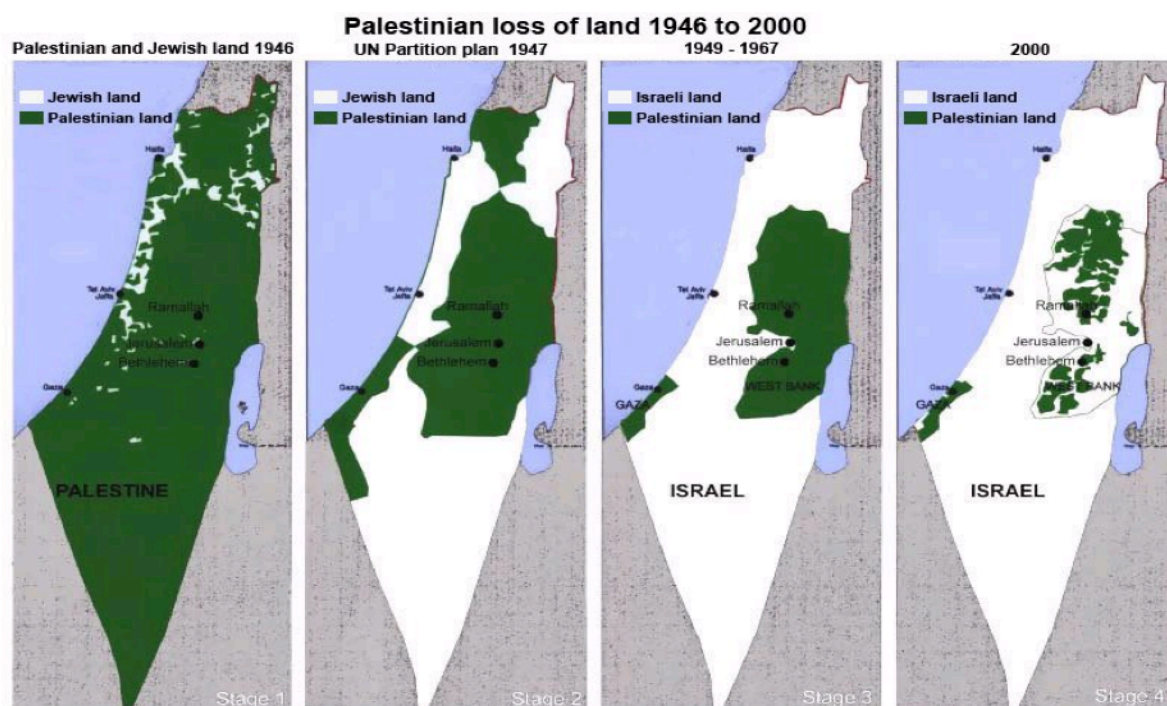 Palestinian loss of land 1946 to 2000
Palestinian and Jewish land 1946
Jewish land
Palestinian land
Haifa
Tel Aviv
Jaffa
Ramallah
Jerusalem
Bethlehem
Gaza
PALESTINE
Stage 1
UN Partition plan 1947
Jewish land
Palestinian land
Haifa
Tel Aviv
Jaffa
Ramallah
Jerusalem
Bethlehem
Gaza
Stage 2
1949 - 1967
Israeli land
Palestinian land
Haifa
Tel Aviv
Jaffa
Ramallah
Jerusalem
Bethlehem
Gaza
GAZA
WEST BANK
ISRAEL
Stage 3
2000
Israeli land
Palestinian land
Haifa
Tel Aviv
Jaffa
Ramallah
Jerusalem
Bethlehem
Gaza
GAZA
WEST BANK
ISRAEL
Stage 4